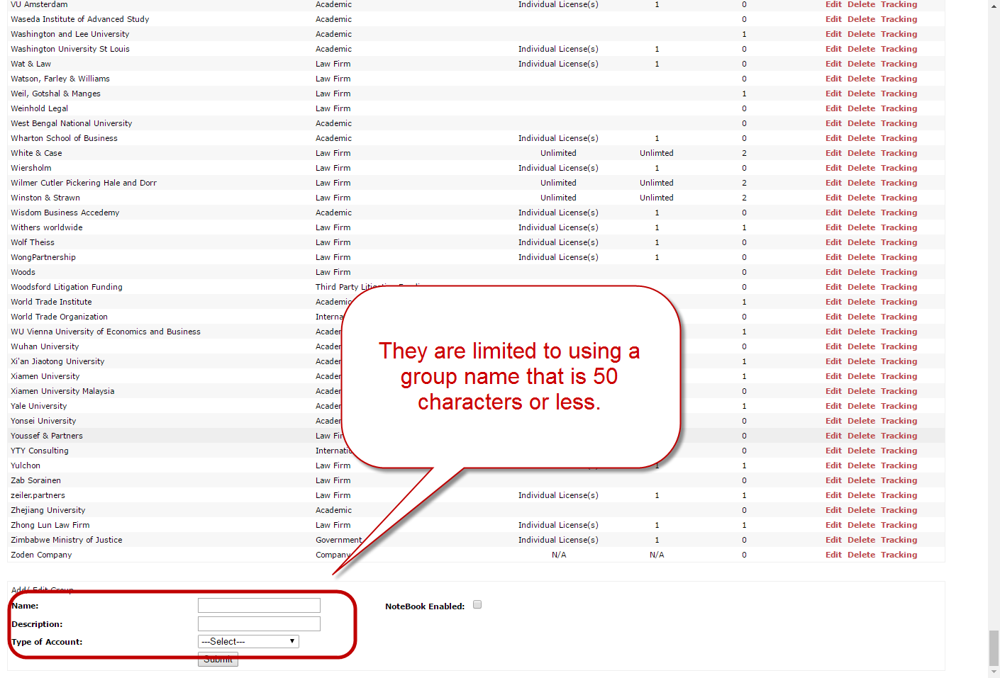 VU Amsterdam Academic Individual License(s) 1 0 Edit Delete Tracking
Waseda Institute of Advanced Study Academic 0 Edit Delete Tracking
Washington and Lee University Academic 1 Edit Delete Tracking
Washington University St Louis Academic Individual License(s) 1 0 Edit Delete Tracking
Wat & Law Law Firm Individual License(s) 1 0 Edit Delete Tracking
Watson, Farley & Williams Law Firm 0 Edit Delete Tracking
Weil, Gotshal & Manges Law Firm 1 Edit Delete Tracking
Weinhold Legal Law Firm 0 Edit Delete Tracking
West Bengal National University Academic 0 Edit Delete Tracking
Wharton School of Business Academic Individual License(s) 1 0 Edit Delete Tracking
White & Case Law Firm Unlimited Unlimted 2 Edit Delete Tracking
Wiersholm Law Firm Individual License(s) 1 0 Edit Delete Tracking
Wilmer Cutler Pickering Hale and Dorr Law Firm Unlimited Unlimted 2 Edit Delete Tracking
Winston & Strawn Law Firm Unlimited Unlimted 2 Edit Delete Tracking
Wisdom Business Accedemy Academic Individual License(s) 1 0 Edit Delete Tracking
Withers worldwide Law Firm Individual License(s) 1 1 Edit Delete Tracking
Wolf Theiss Law Firm Individual License(s) 1 0 Edit Delete Tracking
WongPartnership Law Firm Individual License(s) 1 0 Edit Delete Tracking
Woods Law Firm 0 Edit Delete Tracking
Woodsford Litigation Funding Third Party Litigation Funding 0 Edit Delete Tracking
World Trade Institute Academic 1 Edit Delete Tracking
World Trade Organization Interna 0 Edit Delete Tracking
WU Vienna University of Economics and Business Acader 1 Edit Delete Tracking
Wuhan University Acader 0 Edit Delete Tracking
Xi'an Jiaotong University Acader 1 Edit Delete Tracking
Xiamen University Acader 1 Edit Delete Tracking
Xiamen University Malaysia Acader 0 Edit Delete Tracking
Yale University Acader 1 Edit Delete Tracking
Yonsei University Acader 0 Edit Delete Tracking
Youssef & Partners Law Fir 0 Edit Delete Tracking
YTY Consulting Internatio 0 Edit Delete Tracking
Yulchon Law Firm 1 1 Edit Delete Tracking
Zab Sorainen Law Firm 0 Edit Delete Tracking
zeiler.partners Law Firm Individual License(s) 1 1 Edit Delete Tracking
Zhejiang University Academic 0 Edit Delete Tracking
Zhong Lun Law Firm Law Firm Individual License(s) 1 1 Edit Delete Tracking
Zimbabwe Ministry of Justice Government Individual License(s) 1 0 Edit Delete Tracking
Zoden Company Company N/A N/A 0 Edit Delete Tracking
They are limited to using a
group name that is 50
characters or less.
Add/ Edit Group
Name: NoteBook Enabled:
Description:
Type of Account: ---Select---
Submit